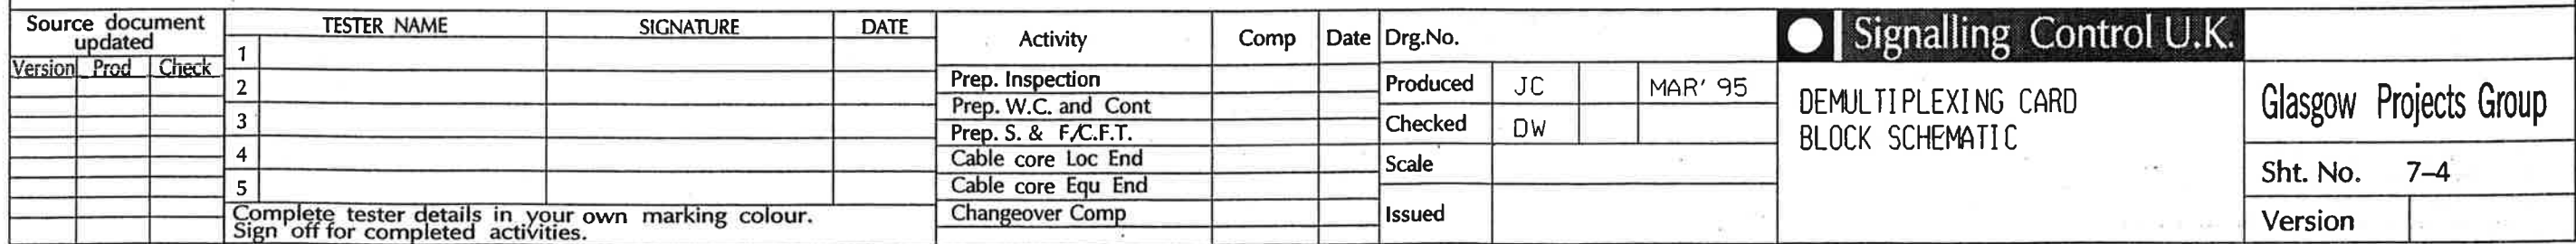 Source document
updated
Version Prod Check
TESTER NAME SIGNATURE DATE
1
2
3
4
5
Complete tester details in your own marking colour.
Sign off for completed activities.
Activity Comp Date
Prep. Inspection
Prep. W.C. and Cont
Prep. S. & F/C.F.T.
Cable core Loc End
Cable core Equ End
Changeover Comp
Drg.No.
Produced JC MAR' 95
Checked DW
Scale
Issued
Signalling Control U.K.
DEMULTIPLEXING CARD
BLOCK SCHEMATIC
Glasgow Projects Group
Sht. No. 7-4
Version